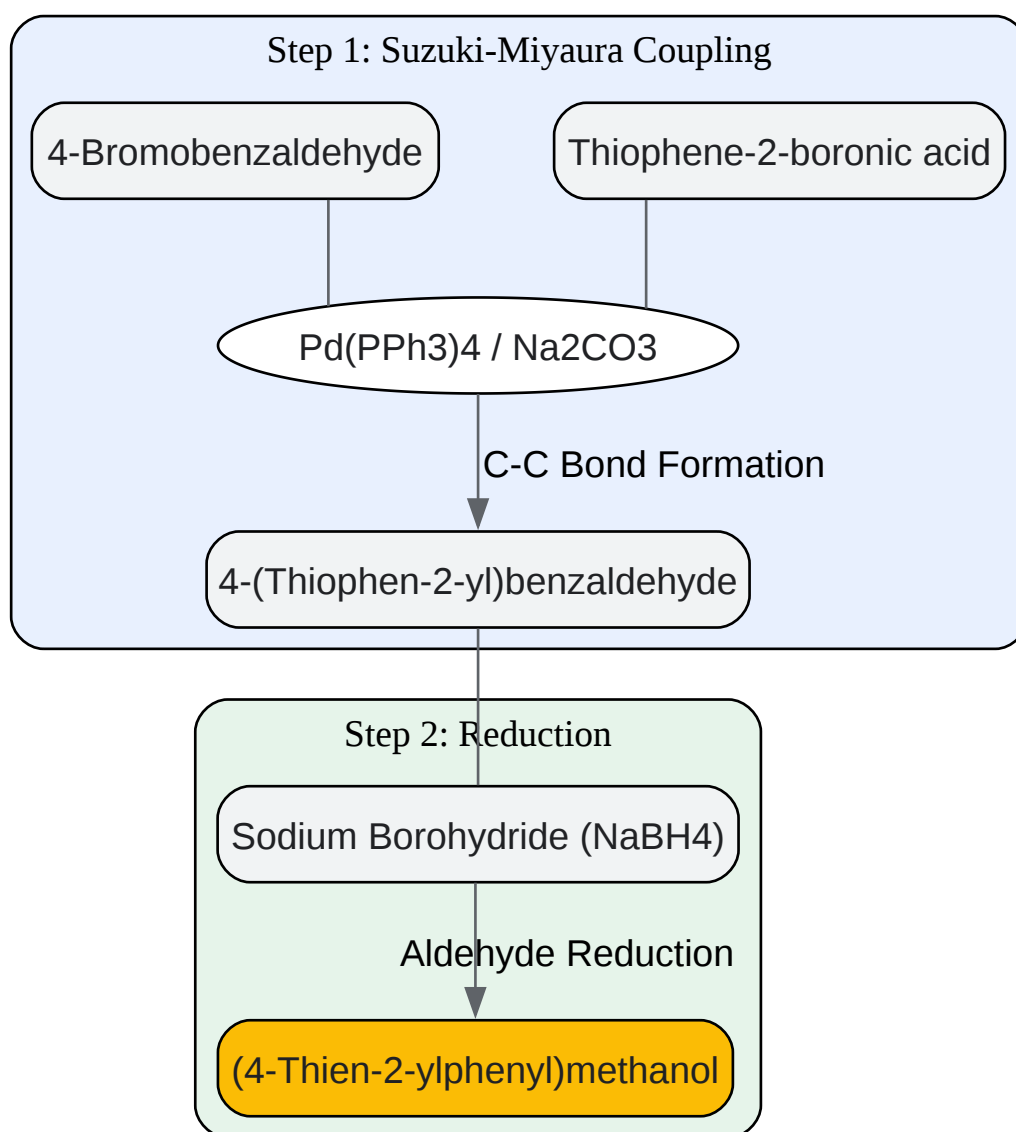 Step 1: Suzuki-Miyaura Coupling
4-Bromobenzaldehyde
Thiophene-2-boronic acid
Pd(PPh3)4 / Na2CO3
C-C Bond Formation
4-(Thiophen-2-yl)benzaldehyde
Step 2: Reduction
Sodium Borohydride (NaBH4)
Aldehyde Reduction
(4-Thien-2-ylphenyl)methanol